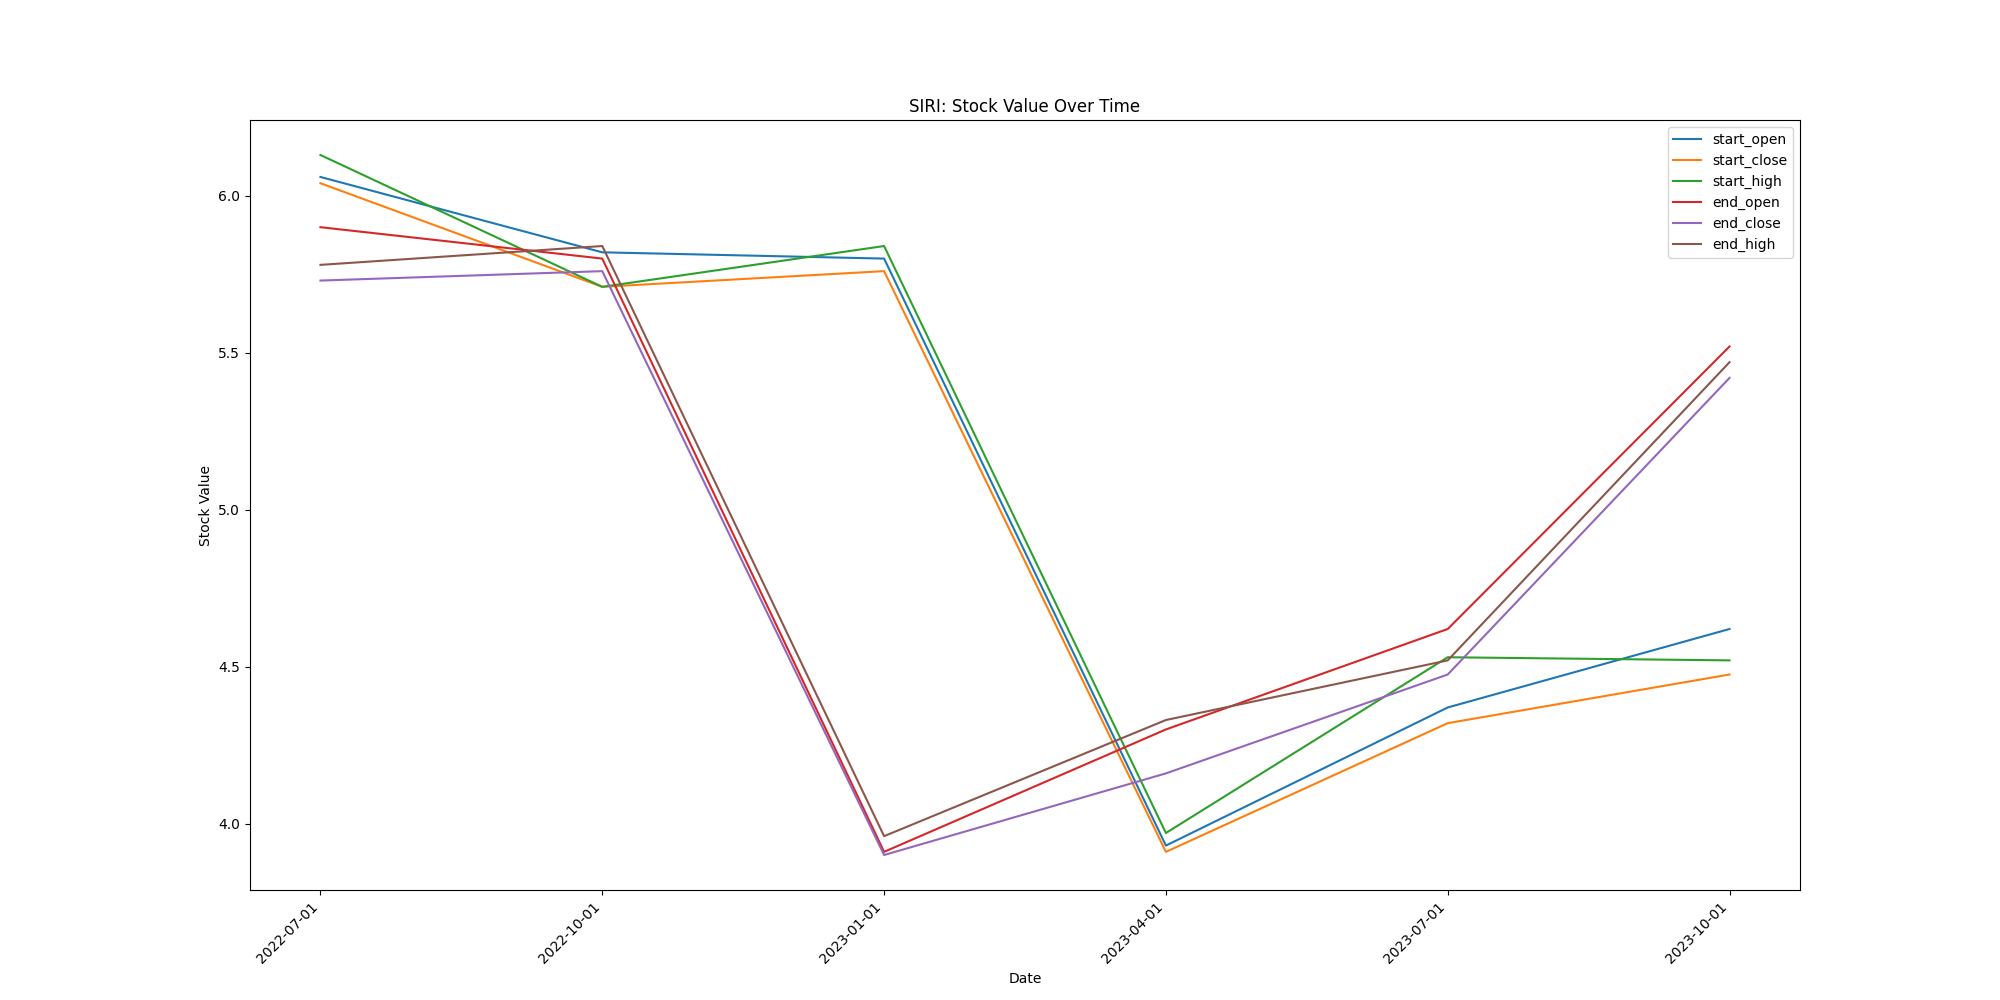 SIRI: Stock Value Over Time
start_open
start_close
start_high
end_open
end_close
end_high
6.0
5.5
5.0
4.5
4.0
Stock Value
2022-07-01
2022-10-01
2023-01-01
2023-04-01
2023-07-01
2023-10-01
Date